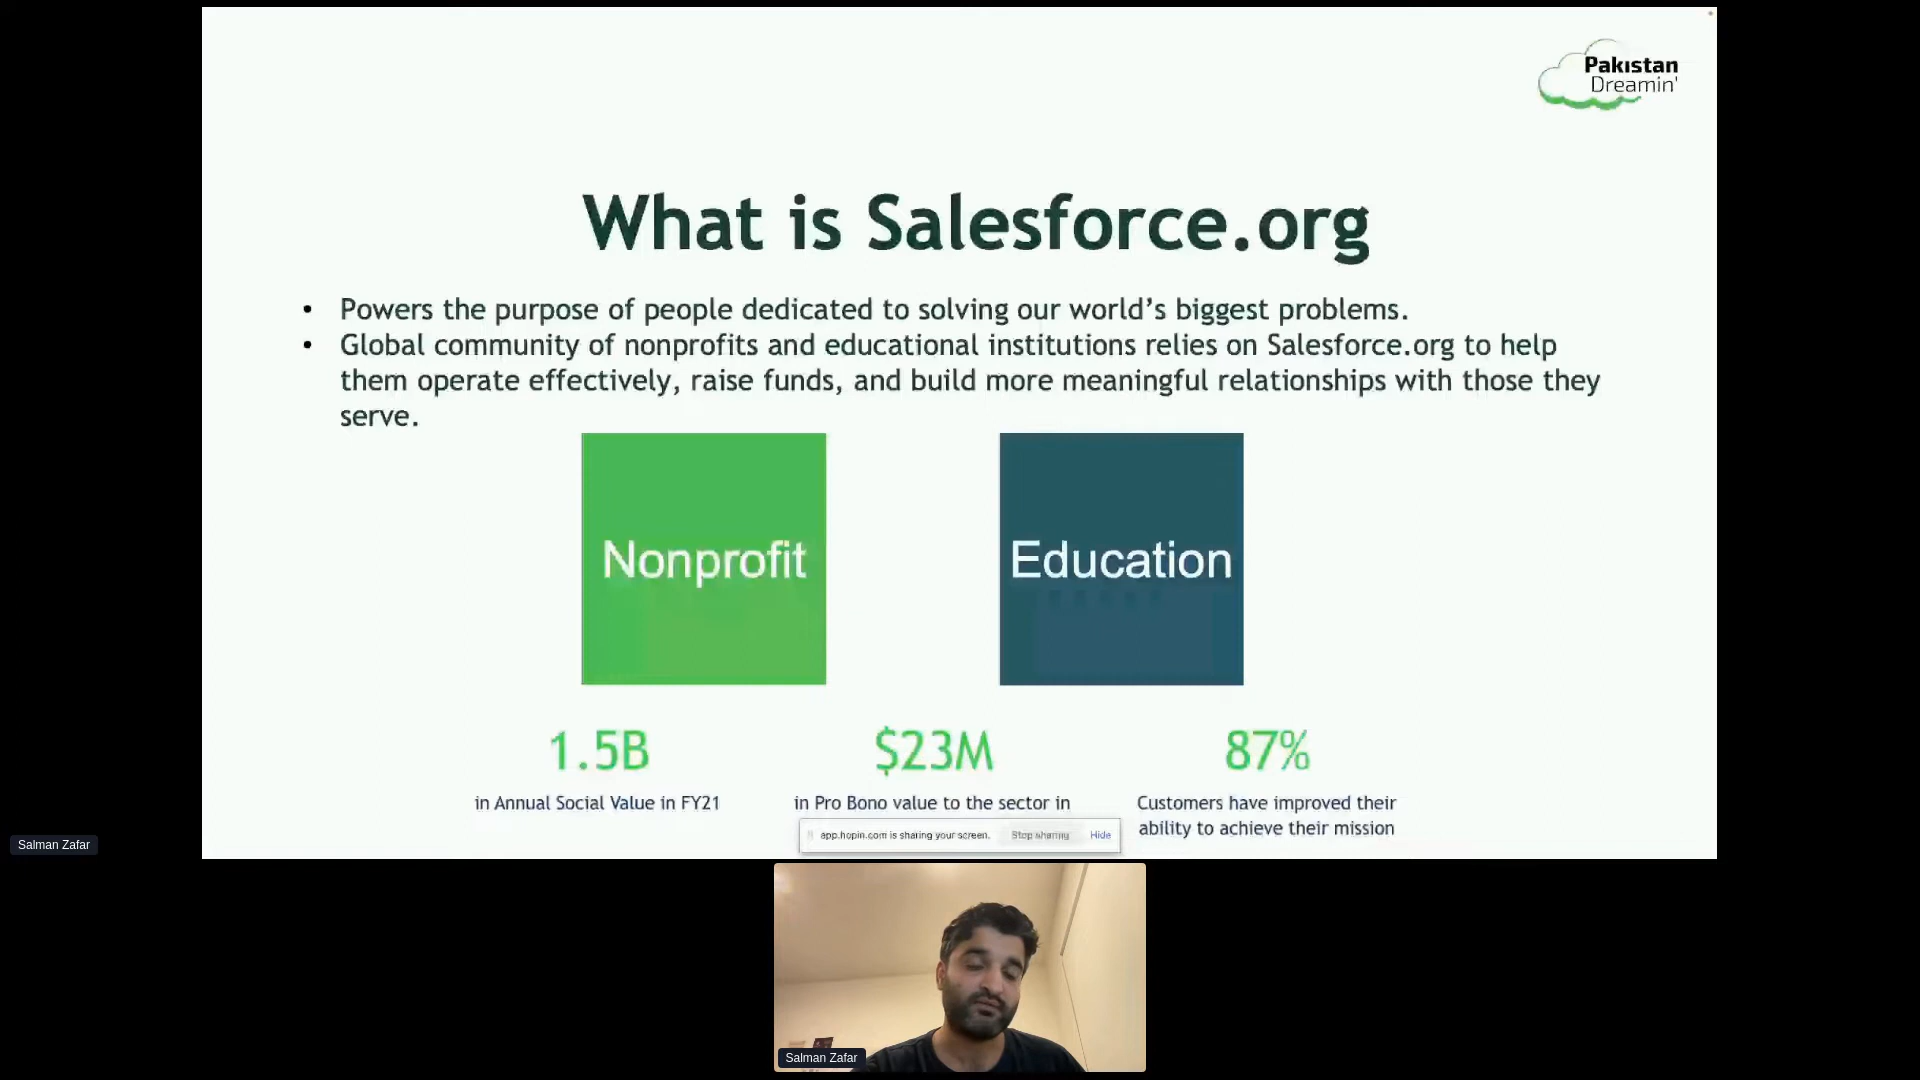 Pakistan
Dreamin'
What is Salesforce.org
• Powers the purpose of people dedicated to solving our world's biggest problems.
• Global community of nonprofits and educational institutions relies on Salesforce.org to help
them operate effectively, raise funds, and build more meaningful relationships with those they
serve.
Nonprofit
Education
1.5B
in Annual Social Value in FY21
$23M
in Pro Bono value to the sector in
87%
Customers have improved their
ability to achieve their mission
app.hopin.com is sharing your screen. Stop sharing Hide
Salman Zafar
Salman Zafar